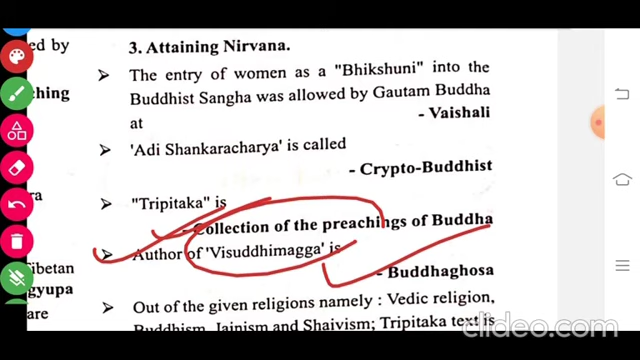 ed by
ching
ra
Tibetan
gyupa
are
3. Attaining Nirvana.
➤ The entry of women as a "Bhikshuni" into the
Buddhist Sangha was allowed by Gautam Buddha
at - Vaishali
➤ 'Adi Shankaracharya' is called
- Crypto-Buddhist
➤ "Tripitaka" is
- Collection of the preachings of Buddha
➤ Author of 'Visuddhimagga' is
- Buddhaghosa
➤ Out of the given religions namely : Vedic religion,
Buddhism, Jainism and Shaivism; Tripitaka text is
clideo.com